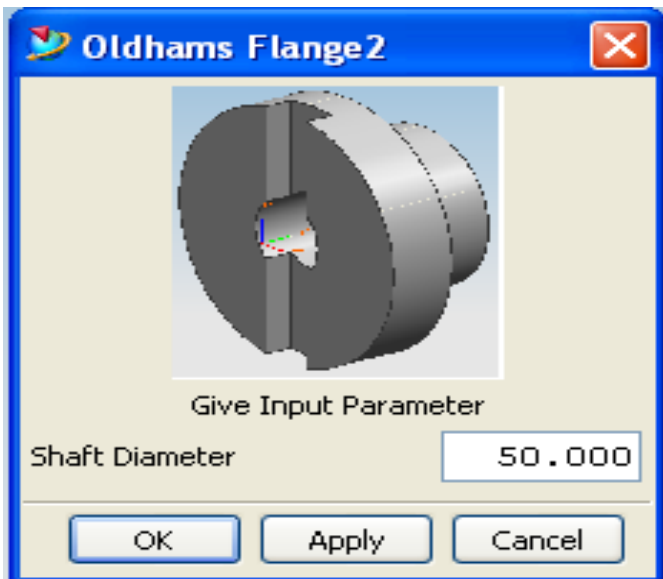 Oldhams Flange2
Give Input Parameter
Shaft Diameter 50.000
OK Apply Cancel